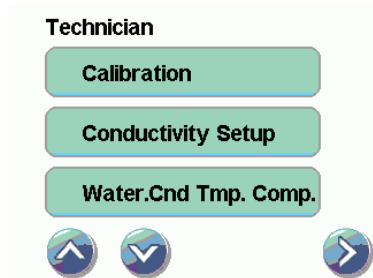 Technician
Calibration
Conductivity Setup
Water.Cnd Tmp. Comp.